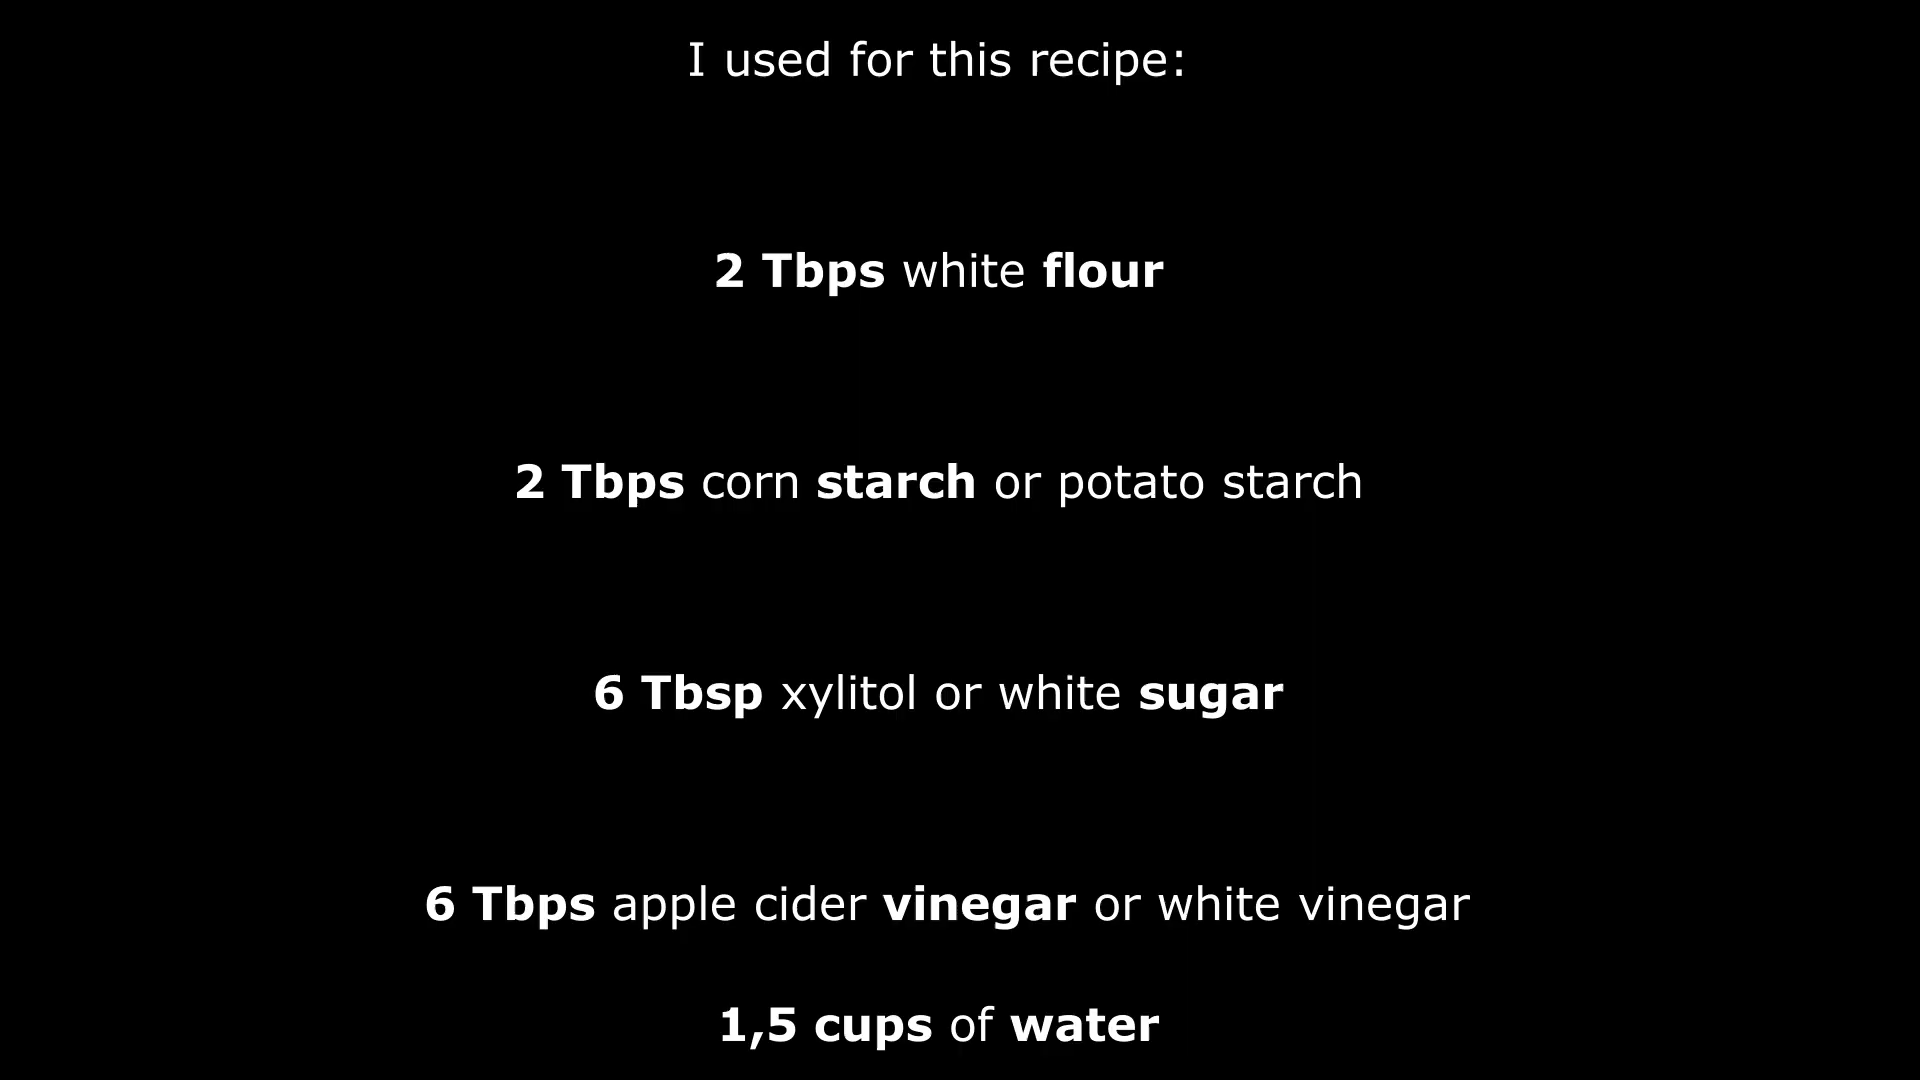 I used for this recipe:
2 Tbps white flour
2 Tbps corn starch or potato starch
6 Tbsp xylitol or white sugar
6 Tbps apple cider vinegar or white vinegar
1,5 cups of water